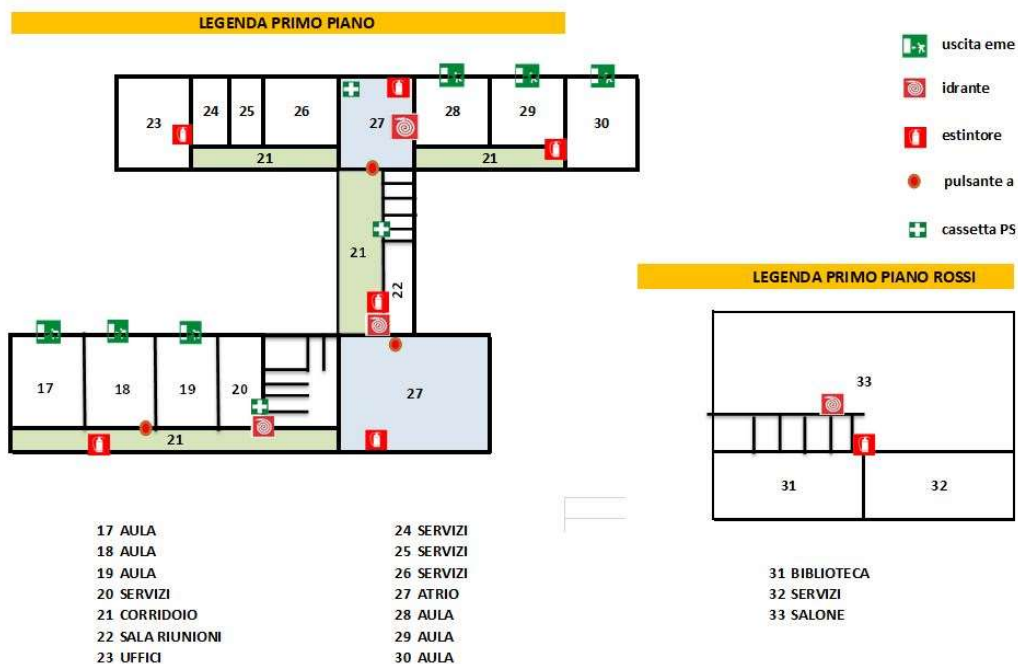 LEGENDA PRIMO PIANO
uscita eme
idrante
estintore
pulsante a
cassetta PS
23
24
25
26
27
28
29
30
21
21
21
22
LEGENDA PRIMO PIANO ROSSI
17
18
19
20
27
21
33
31
32
17 AULA
18 AULA
19 AULA
20 SERVIZI
21 CORRIDOIO
22 SALA RIUNIONI
23 UFFICI
24 SERVIZI
25 SERVIZI
26 SERVIZI
27 ATRIO
28 AULA
29 AULA
30 AULA
31 BIBLIOTECA
32 SERVIZI
33 SALONE